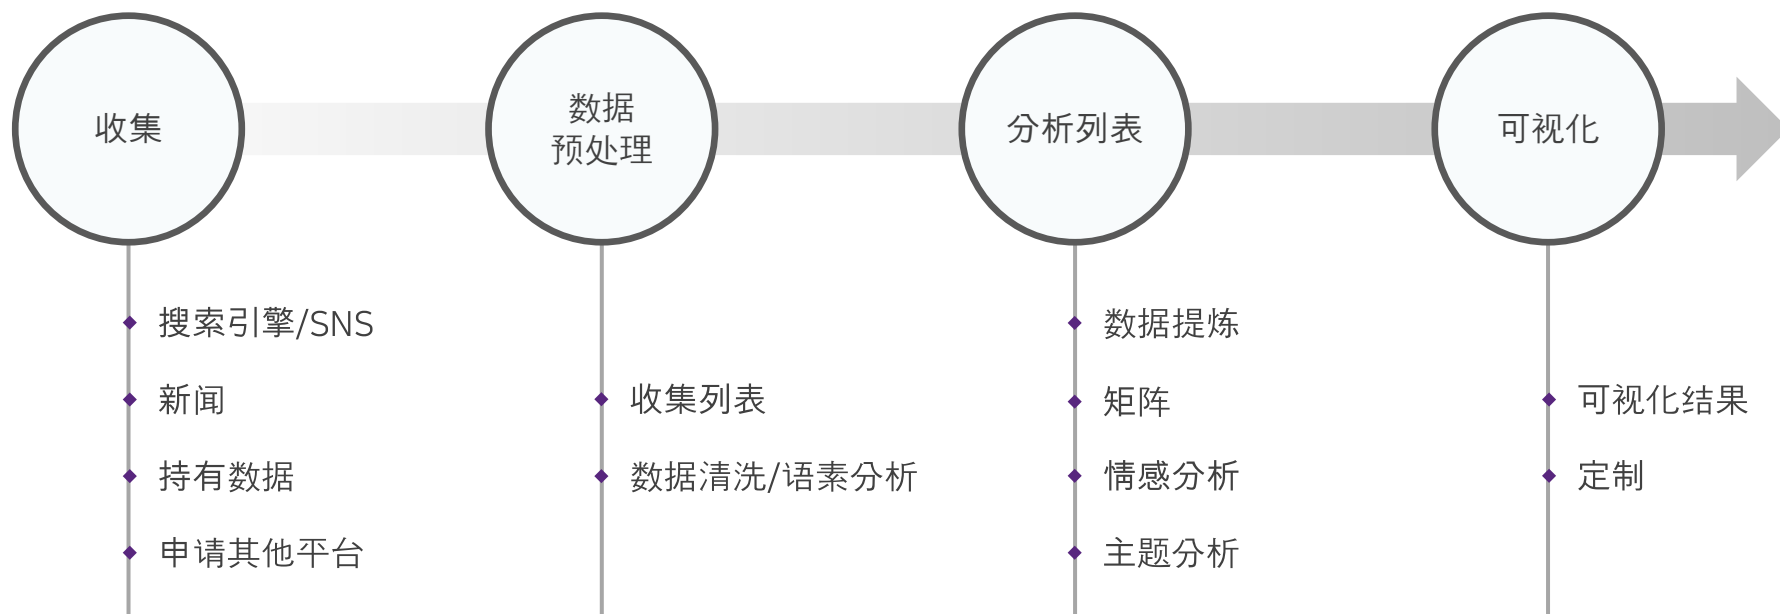 收集
数据
预处理
分析列表
可视化
搜索引擎/SNS
新闻
持有数据
申请其他平台
收集列表
数据清洗/语素分析
数据提炼
矩阵
情感分析
主题分析
可视化结果
定制